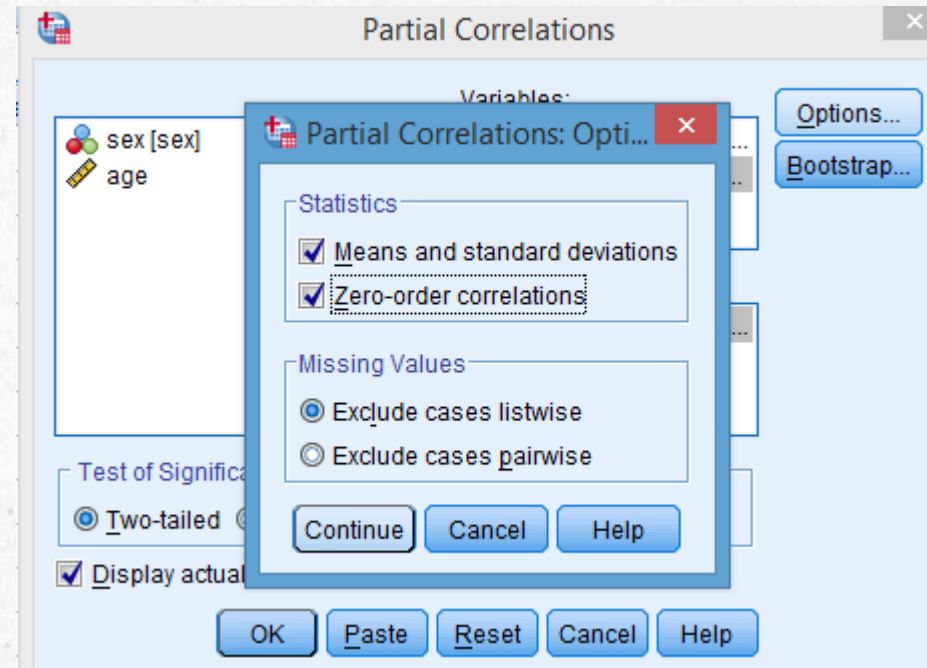 Partial Correlations
Variables:
sex [sex]
age
Options...
Bootstrap...
Partial Correlations: Opti...
Statistics
Means and standard deviations
Zero-order correlations
Missing Values
Exclude cases listwise
Exclude cases pairwise
Continue Cancel Help
Test of
Two-tailed
Display actual
OK Paste Reset Cancel Help